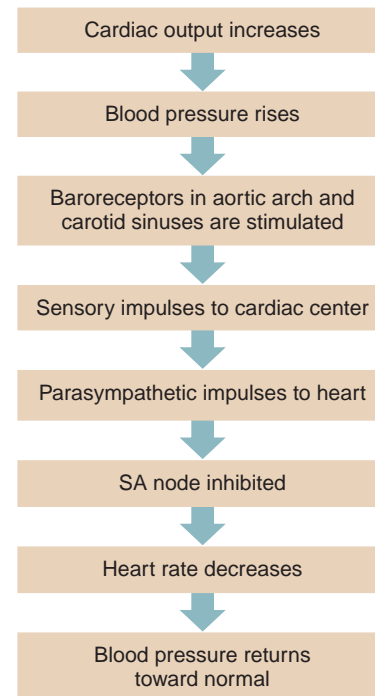 Cardiac output increases
Blood pressure rises
Baroreceptors in aortic arch and
carotid sinuses are stimulated
Sensory impulses to cardiac center
Parasympathetic impulses to heart
SA node inhibited
Heart rate decreases
Blood pressure returns
toward normal